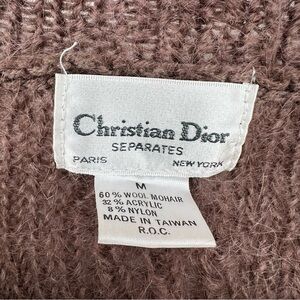 Christian Dior
SEPARATES
PARIS NEW YORK
M
60% WOOL MOHAIR
32% ACRYLIC
8% NYLON
MADE IN TAIWAN
R.O.C.